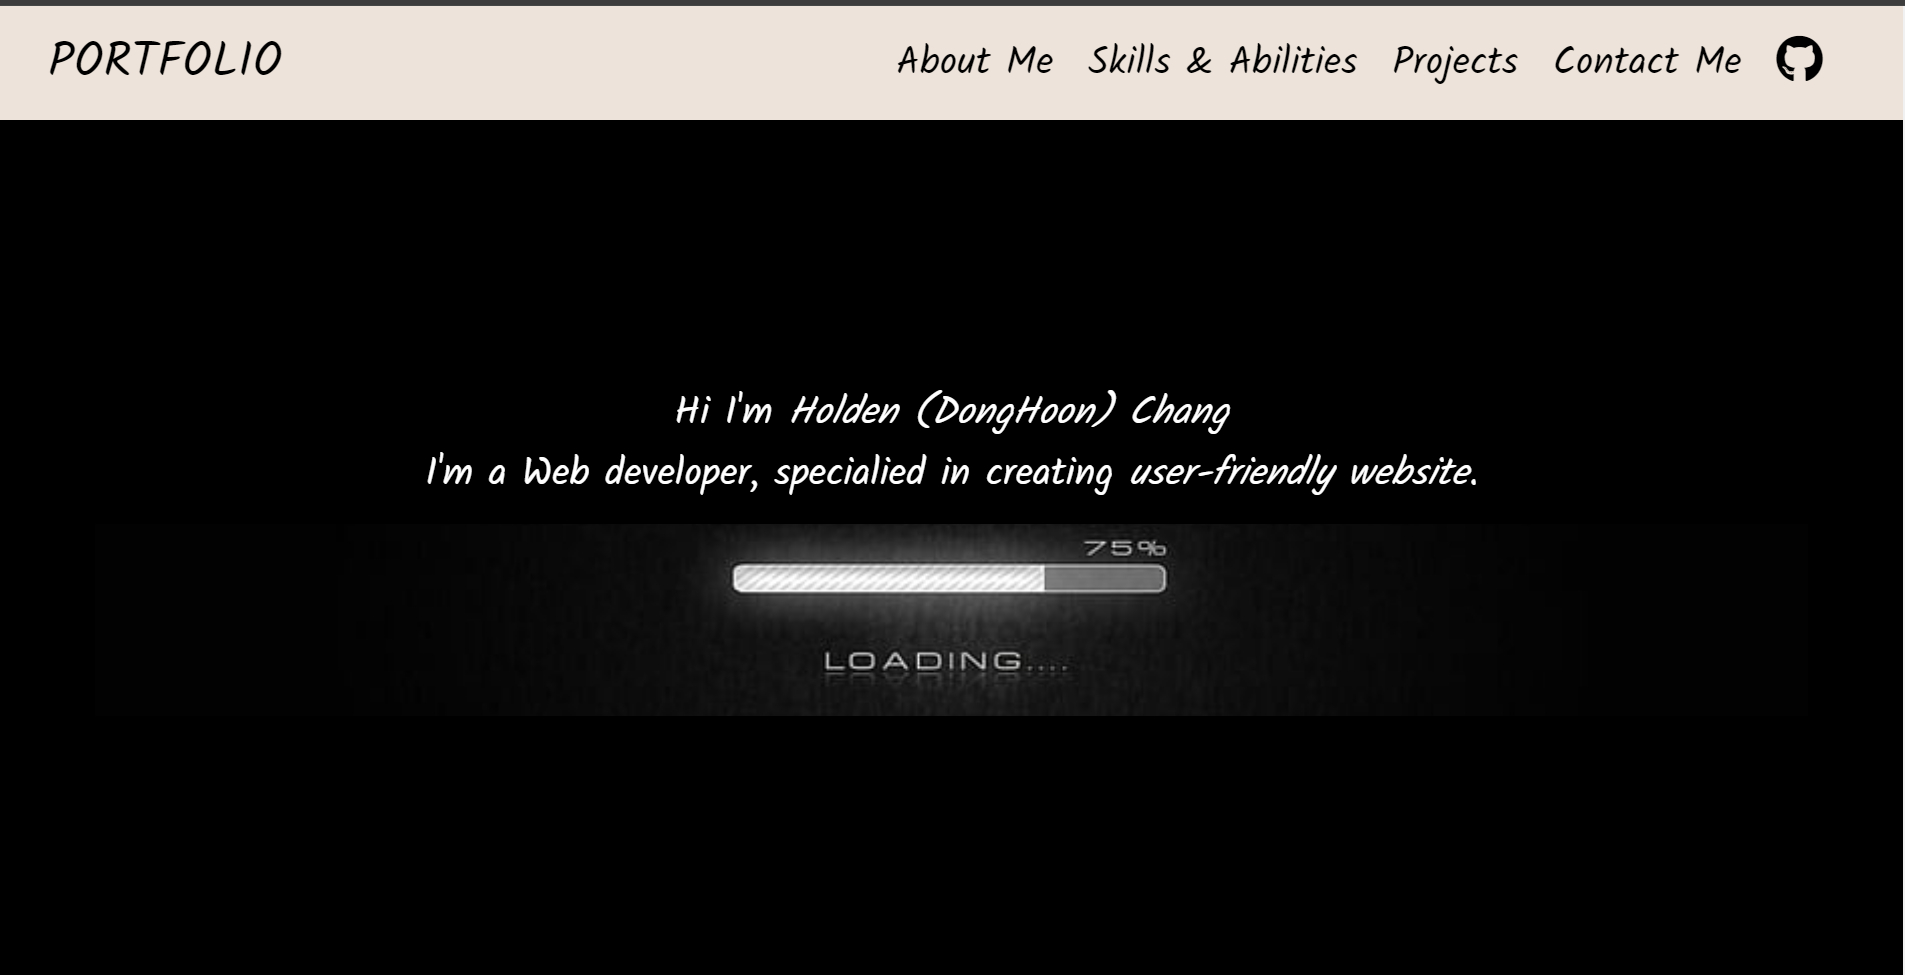 PORTFOLIO
About Me Skills & Abilities Projects Contact Me
Hi I'm Holden (DongHoon) Chang
I'm a Web developer, specialied in creating user-friendly website.
75%
LOADING....